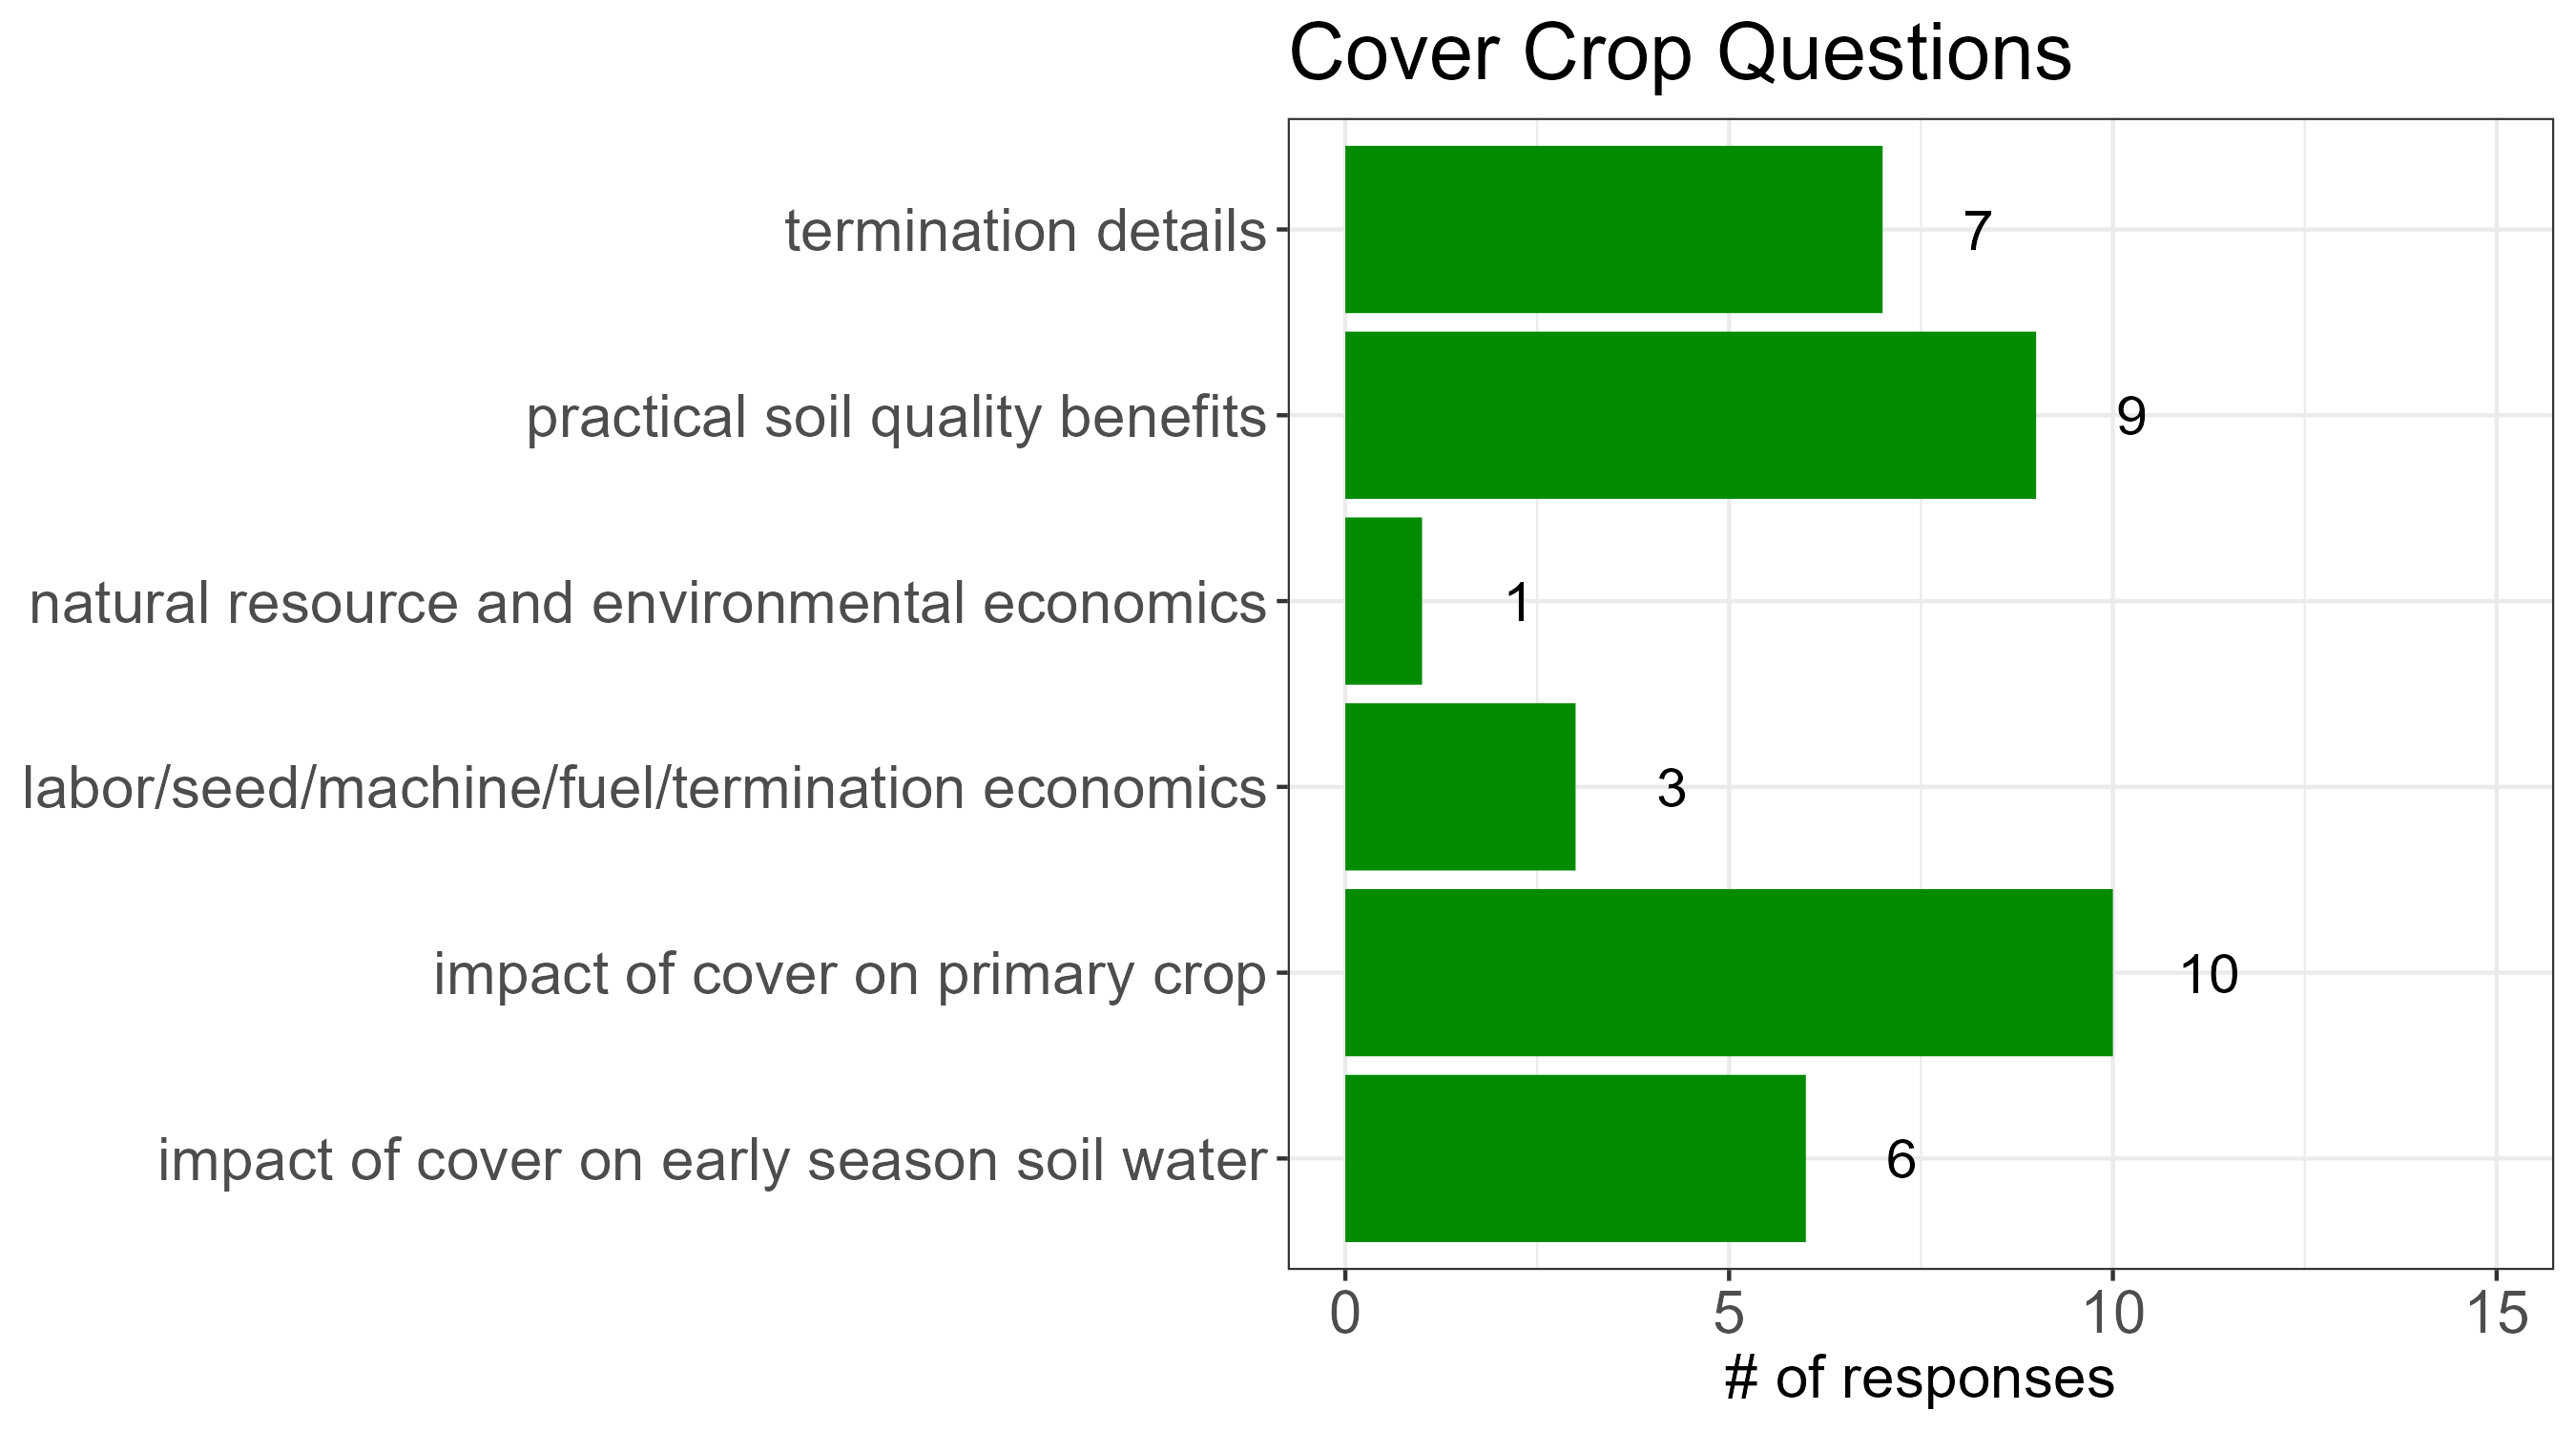 Cover Crop Questions
termination details
7
practical soil quality benefits
9
natural resource and environmental economics
1
labor/seed/machine/fuel/termination economics
3
impact of cover on primary crop
10
impact of cover on early season soil water
6
0 5 10 15
# of responses